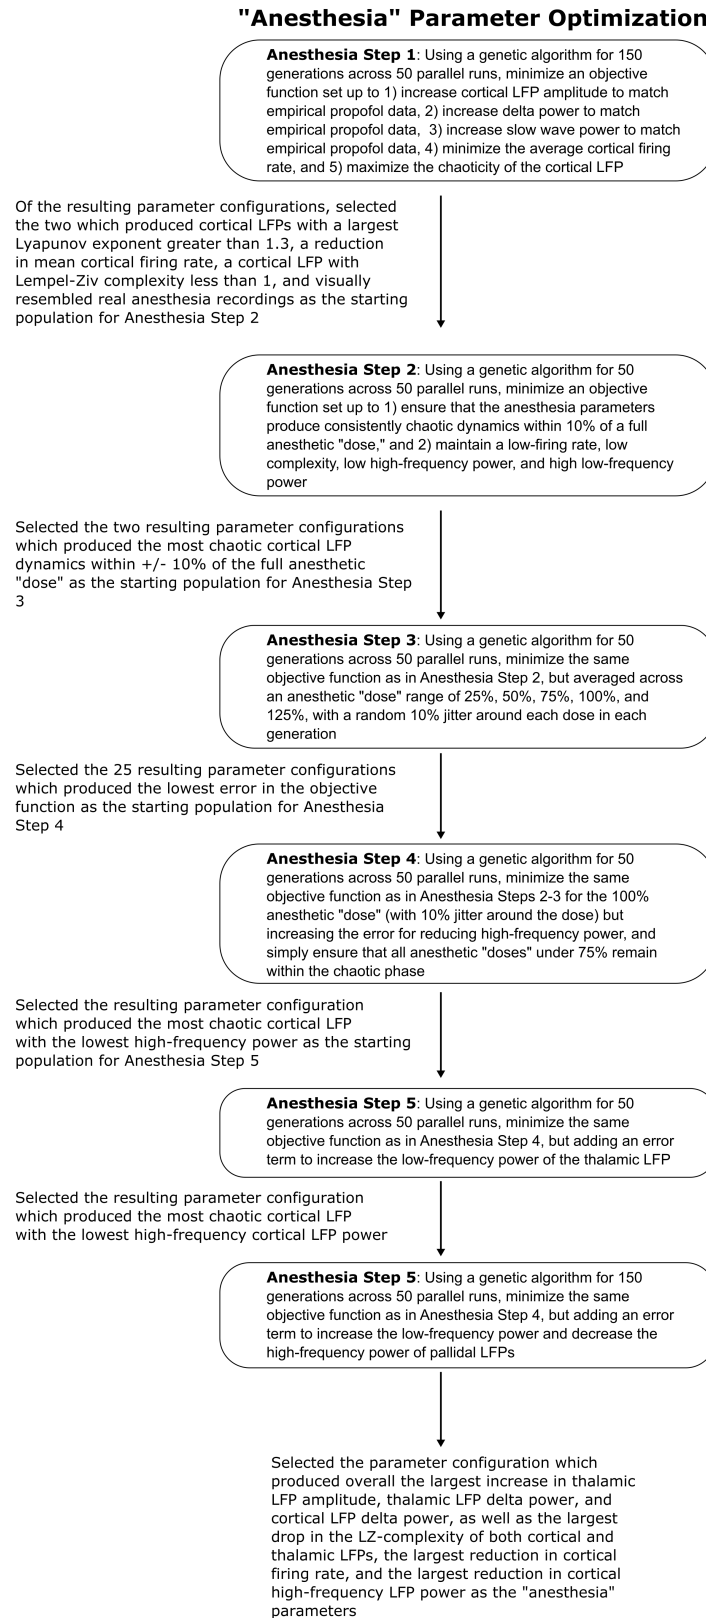 "Anesthesia" Parameter Optimization
Anesthesia Step 1: Using a genetic algorithm for 150
generations across 50 parallel runs, minimize an objective
function set up to 1) increase cortical LFP amplitude to match
empirical propofol data, 2) increase delta power to match
empirical propofol data, 3) increase slow wave power to match
empirical propofol data, 4) minimize the average cortical firing
rate, and 5) maximize the chaoticity of the cortical LFP
Of the resulting parameter configurations, selected
the two which produced cortical LFPs with a largest
Lyapunov exponent greater than 1.3, a reduction
in mean cortical firing rate, a cortical LFP with
Lempel-Ziv complexity less than 1, and visually
resembled real anesthesia recordings as the starting
population for Anesthesia Step 2
Anesthesia Step 2: Using a genetic algorithm for 50
generations across 50 parallel runs, minimize an objective
function set up to 1) ensure that the anesthesia parameters
produce consistently chaotic dynamics within 10% of a full
anesthetic "dose," and 2) maintain a low-firing rate, low
complexity, low high-frequency power, and high low-frequency
power
Selected the two resulting parameter configurations
which produced the most chaotic cortical LFP
dynamics within +/- 10% of the full anesthetic
"dose" as the starting population for Anesthesia Step
3
Anesthesia Step 3: Using a genetic algorithm for 50
generations across 50 parallel runs, minimize the same
objective function as in Anesthesia Step 2, but averaged across
an anesthetic "dose" range of 25%, 50%, 75%, 100%, and
125%, with a random 10% jitter around each dose in each
generation
Selected the 25 resulting parameter configurations
which produced the lowest error in the objective
function as the starting population for Anesthesia
Step 4
Anesthesia Step 4: Using a genetic algorithm for 50
generations across 50 parallel runs, minimize the same
objective function as in Anesthesia Steps 2-3 for the 100%
anesthetic "dose" (with 10% jitter around the dose) but
increasing the error for reducing high-frequency power, and
simply ensure that all anesthetic "doses" under 75% remain
within the chaotic phase
Selected the resulting parameter configuration
which produced the most chaotic cortical LFP
with the lowest high-frequency power as the starting
population for Anesthesia Step 5
Anesthesia Step 5: Using a genetic algorithm for 50
generations across 50 parallel runs, minimize the same
objective function as in Anesthesia Step 4, but adding an error
term to increase the low-frequency power of the thalamic LFP
Selected the resulting parameter configuration
which produced the most chaotic cortical LFP
with the lowest high-frequency cortical LFP power
Anesthesia Step 5: Using a genetic algorithm for 150
generations across 50 parallel runs, minimize the same
objective function as in Anesthesia Step 4, but adding an error
term to increase the low-frequency power and decrease the
high-frequency power of pallidal LFPs
Selected the parameter configuration which
produced overall the largest increase in thalamic
LFP amplitude, thalamic LFP delta power, and
cortical LFP delta power, as well as the largest
drop in the LZ-complexity of both cortical and
thalamic LFPs, the largest reduction in cortical
firing rate, and the largest reduction in cortical
high-frequency LFP power as the "anesthesia"
parameters